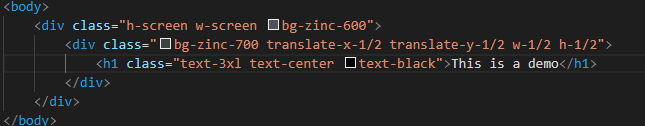 <body>
<div class="h-screen w-screen bg-zinc-600">
<div class="bg-zinc-700 translate-x-1/2 translate-y-1/2 w-1/2 h-1/2">
<h1 class="text-3xl text-center text-black">This is a demo</h1>
</div>
</div>
</body>